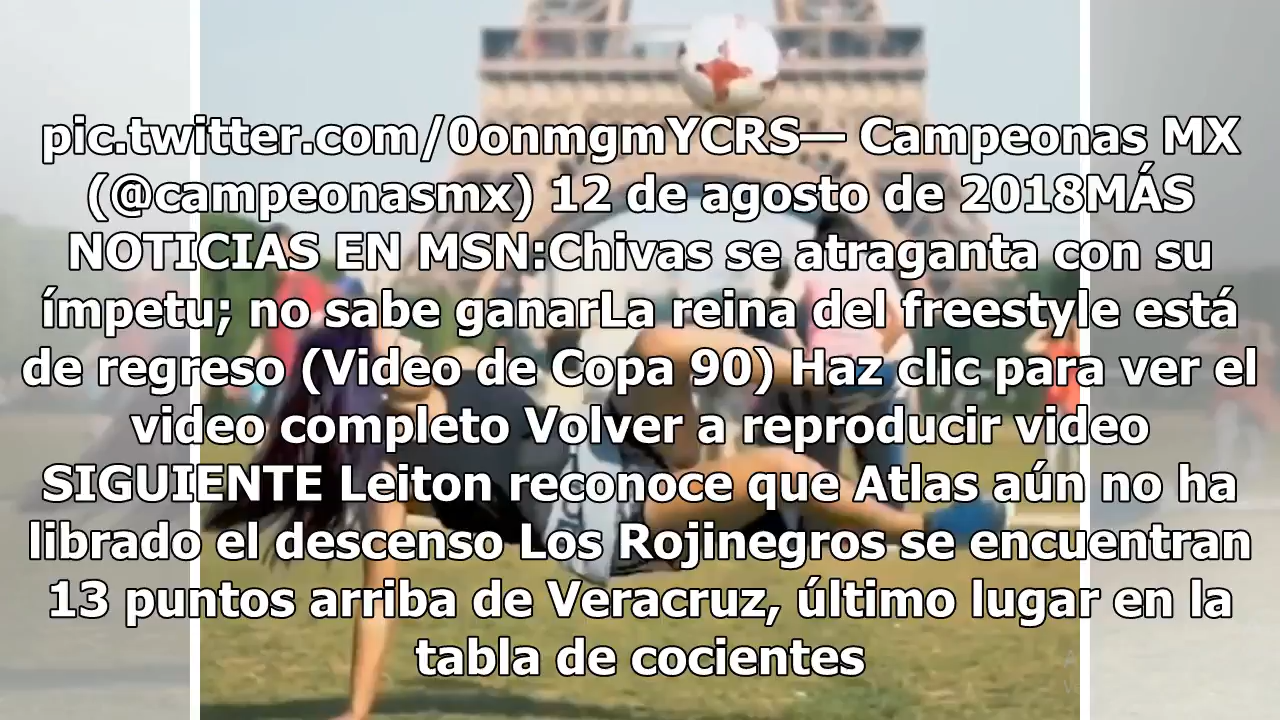 pic.twitter.com/0onmgmYCRS— Campeonas MX
(@campeonasmx) 12 de agosto de 2018MÁS
NOTICIAS EN MSN:Chivas se atraganta con su
ímpetu; no sabe ganarLa reina del freestyle está
de regreso (Video de Copa 90) Haz clic para ver el
video completo Volver a reproducir video
SIGUIENTE Leiton reconoce que Atlas aún no ha
librado el descenso Los Rojinegros se encuentran
13 puntos arriba de Veracruz, último lugar en la
tabla de cocientes